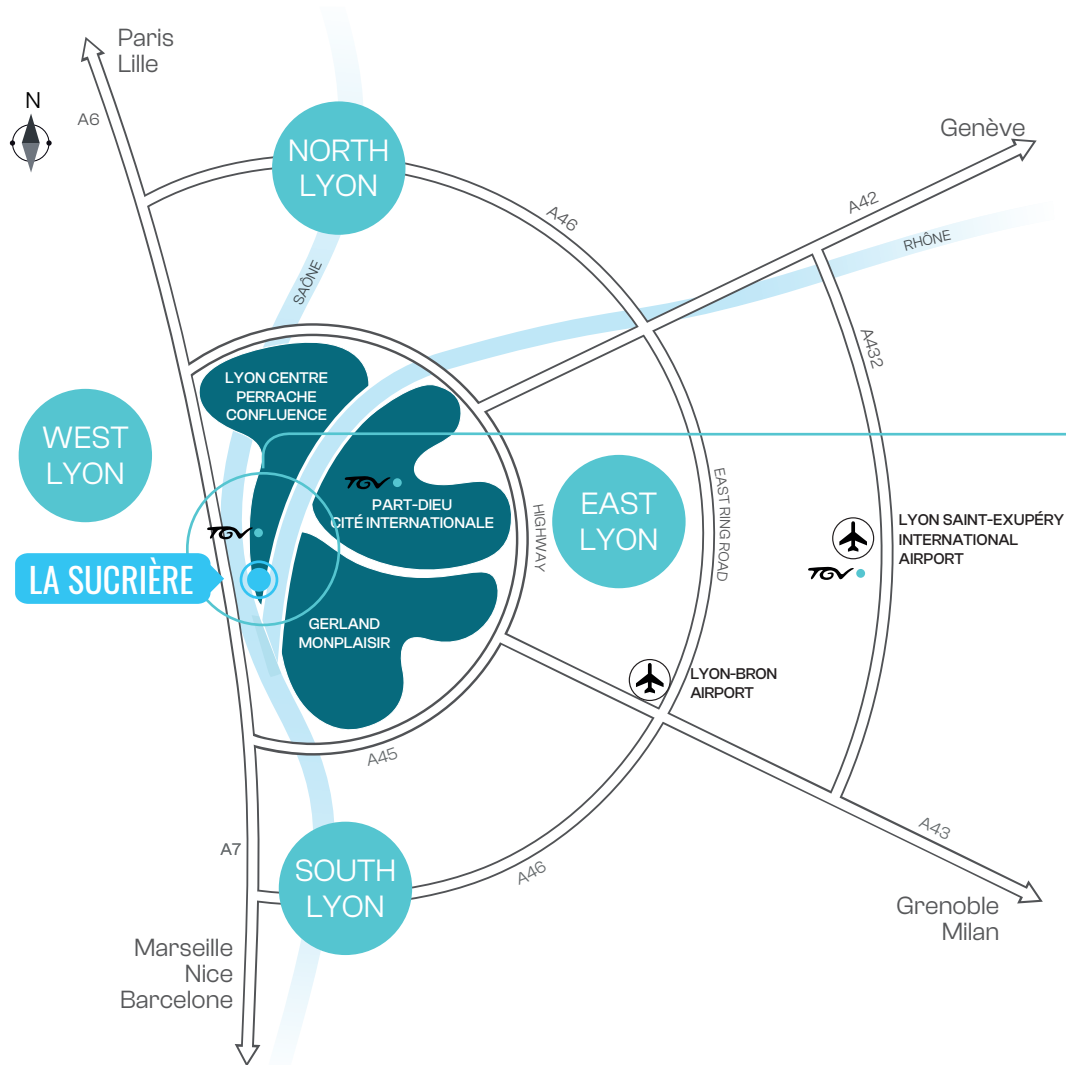 Paris
Lille
N
A6
Genève
NORTH
LYON
A46
A42
RHÔNE
SAÔNE
A432
LYON CENTRE
PERRACHE
CONFLUENCE
WEST
LYON
TGV
PART-DIEU
CITÉ INTERNATIONALE
HIGHWAY
EAST
LYON
EAST RING ROAD
LYON SAINT-EXUPÉRY
INTERNATIONAL
AIRPORT
TGV
TGV
LA SUCRIÈRE
GERLAND
MONPLAISIR
LYON-BRON
AIRPORT
A45
A43
A7
SOUTH
LYON
A46
Grenoble
Milan
Marseille
Nice
Barcelone